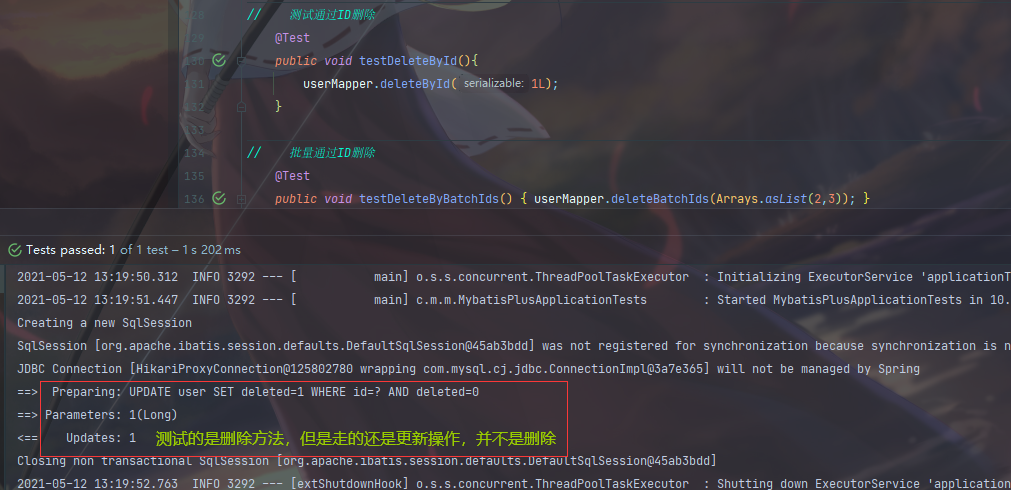 128 // 测试通过ID删除
129 @Test
130 public void testDeleteById(){
131 userMapper.deleteById( serializable: 1L);
132 }
133
134 // 批量通过ID删除
135 @Test
136 public void testDeleteByBatchIds() { userMapper.deleteBatchIds(Arrays.asList(2,3)); }
Tests passed: 1 of 1 test – 1 s 202 ms
2021-05-12 13:19:50.312  INFO 3292 --- [           main] o.s.s.concurrent.ThreadPoolTaskExecutor  : Initializing ExecutorService 'applicationT
2021-05-12 13:19:51.447  INFO 3292 --- [           main] c.m.m.MybatisPlusApplicationTests        : Started MybatisPlusApplicationTests in 10.
Creating a new SqlSession
SqlSession [org.apache.ibatis.session.defaults.DefaultSqlSession@45ab3bdd] was not registered for synchronization because synchronization is n
JDBC Connection [HikariProxyConnection@125802780 wrapping com.mysql.cj.jdbc.ConnectionImpl@3a7e365] will not be managed by Spring
==>  Preparing: UPDATE user SET deleted=1 WHERE id=? AND deleted=0
==> Parameters: 1(Long)
<==    Updates: 1 测试的是删除方法，但是走的还是更新操作，并不是删除
Closing non transactional SqlSession [org.apache.ibatis.session.defaults.DefaultSqlSession@45ab3bdd]
2021-05-12 13:19:52.763  INFO 3292 --- [extShutdownHook] o.s.s.concurrent.ThreadPoolTaskExecutor  : Shutting down ExecutorService 'application